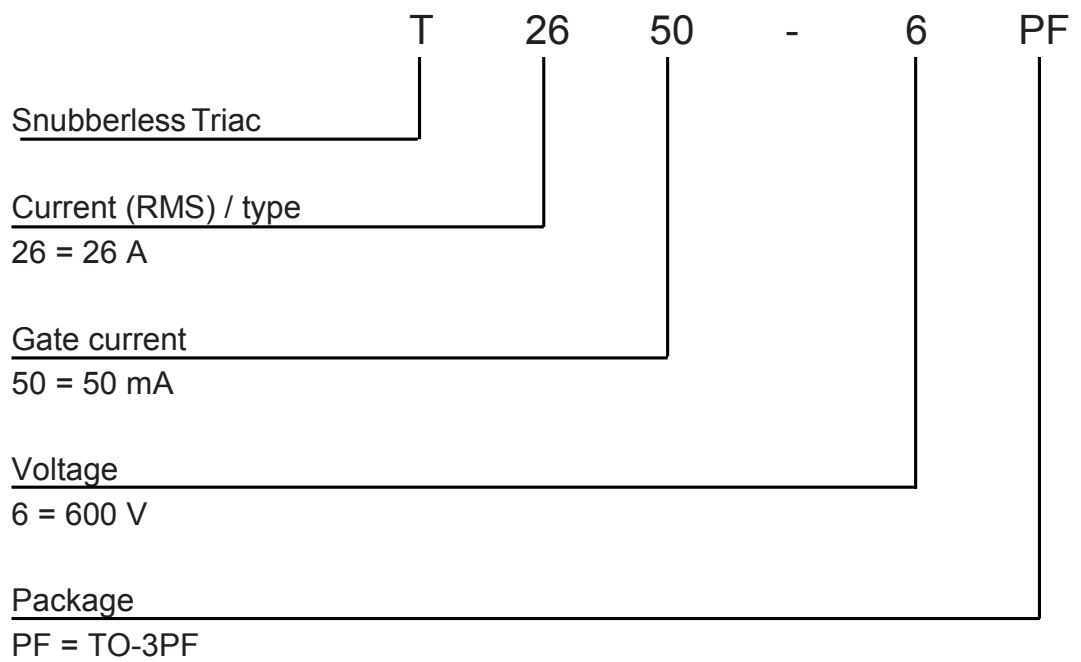 T 26 50 - 6 PF
Snubberless Triac
Current (RMS) / type
26 = 26 A
Gate current
50 = 50 mA
Voltage
6 = 600 V
Package
PF = TO-3PF